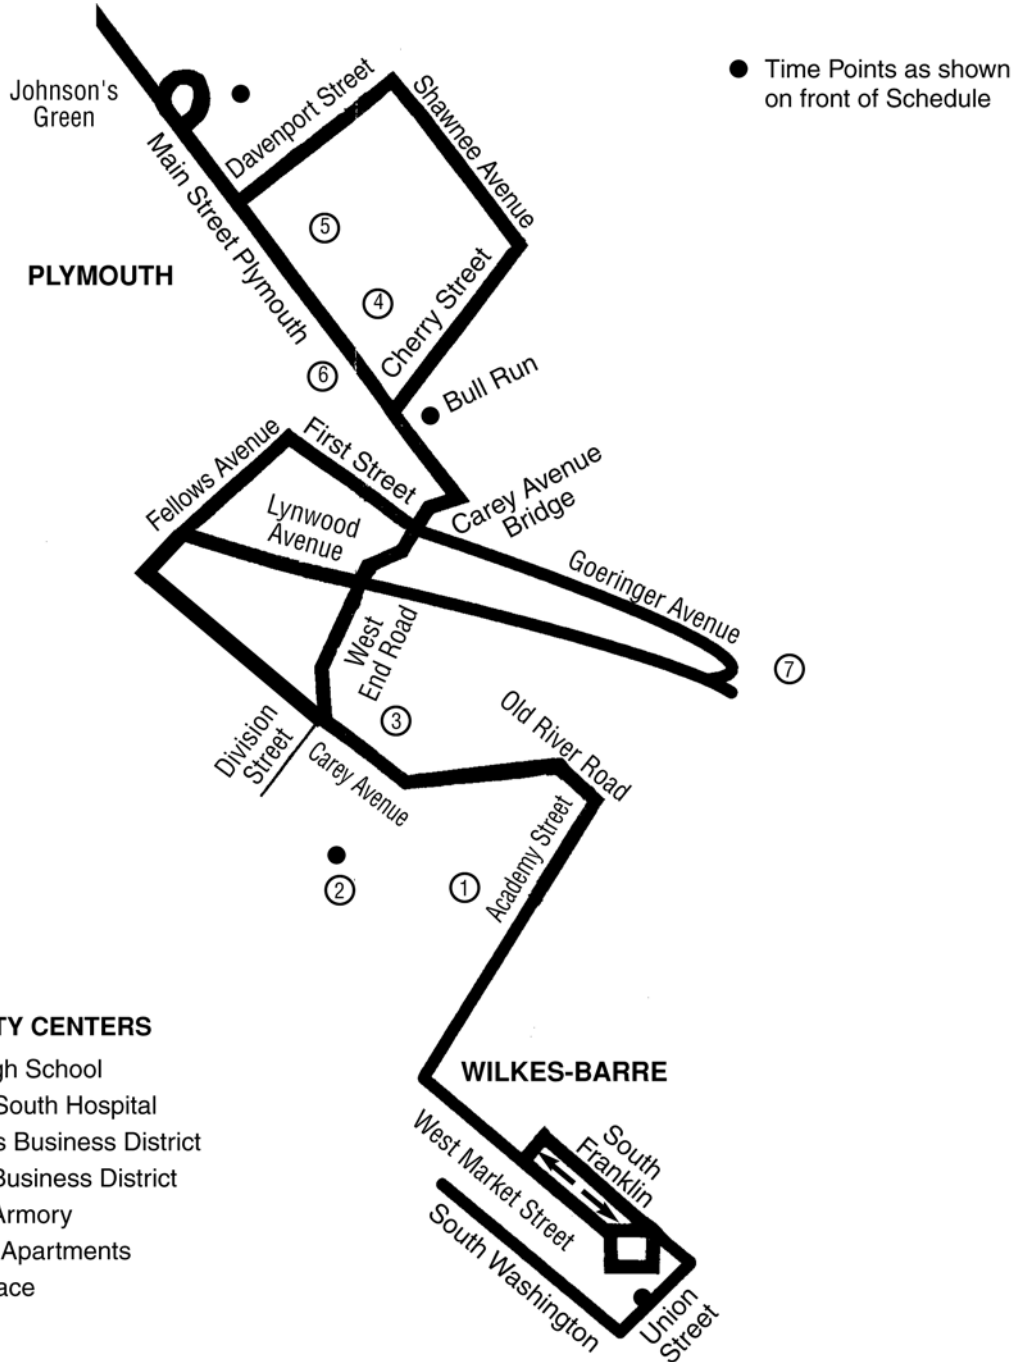 Johnson's
Green
Davenport Street
Shawnee Avenue
Time Points as shown
on front of Schedule
Main Street Plymouth
5
PLYMOUTH
4
Cherry Street
6
Bull Run
Fellows Avenue
First Street
Carey Avenue
Bridge
Lynwood
Avenue
Goeringer Avenue
West
End Road
7
3
Old River Road
Division
Street
Carey Avenue
Academy Street
2
1
TY CENTERS
gh School
South Hospital
s Business District
Business District
Armory
Apartments
ace
WILKES-BARRE
West Market Street
South
Franklin
South Washington
Union
Street